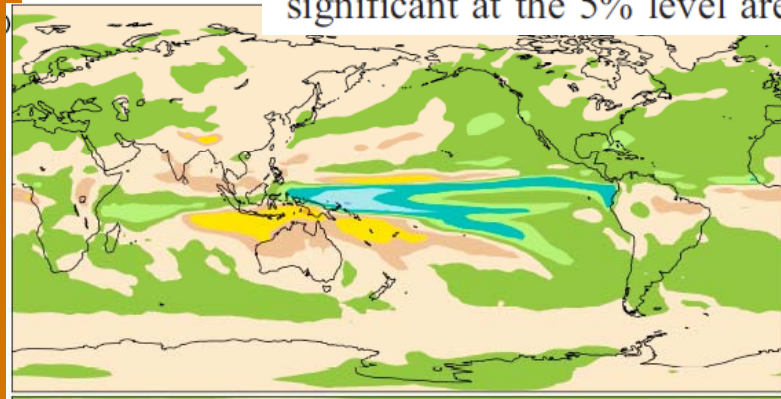 significant at the 5% level are
)